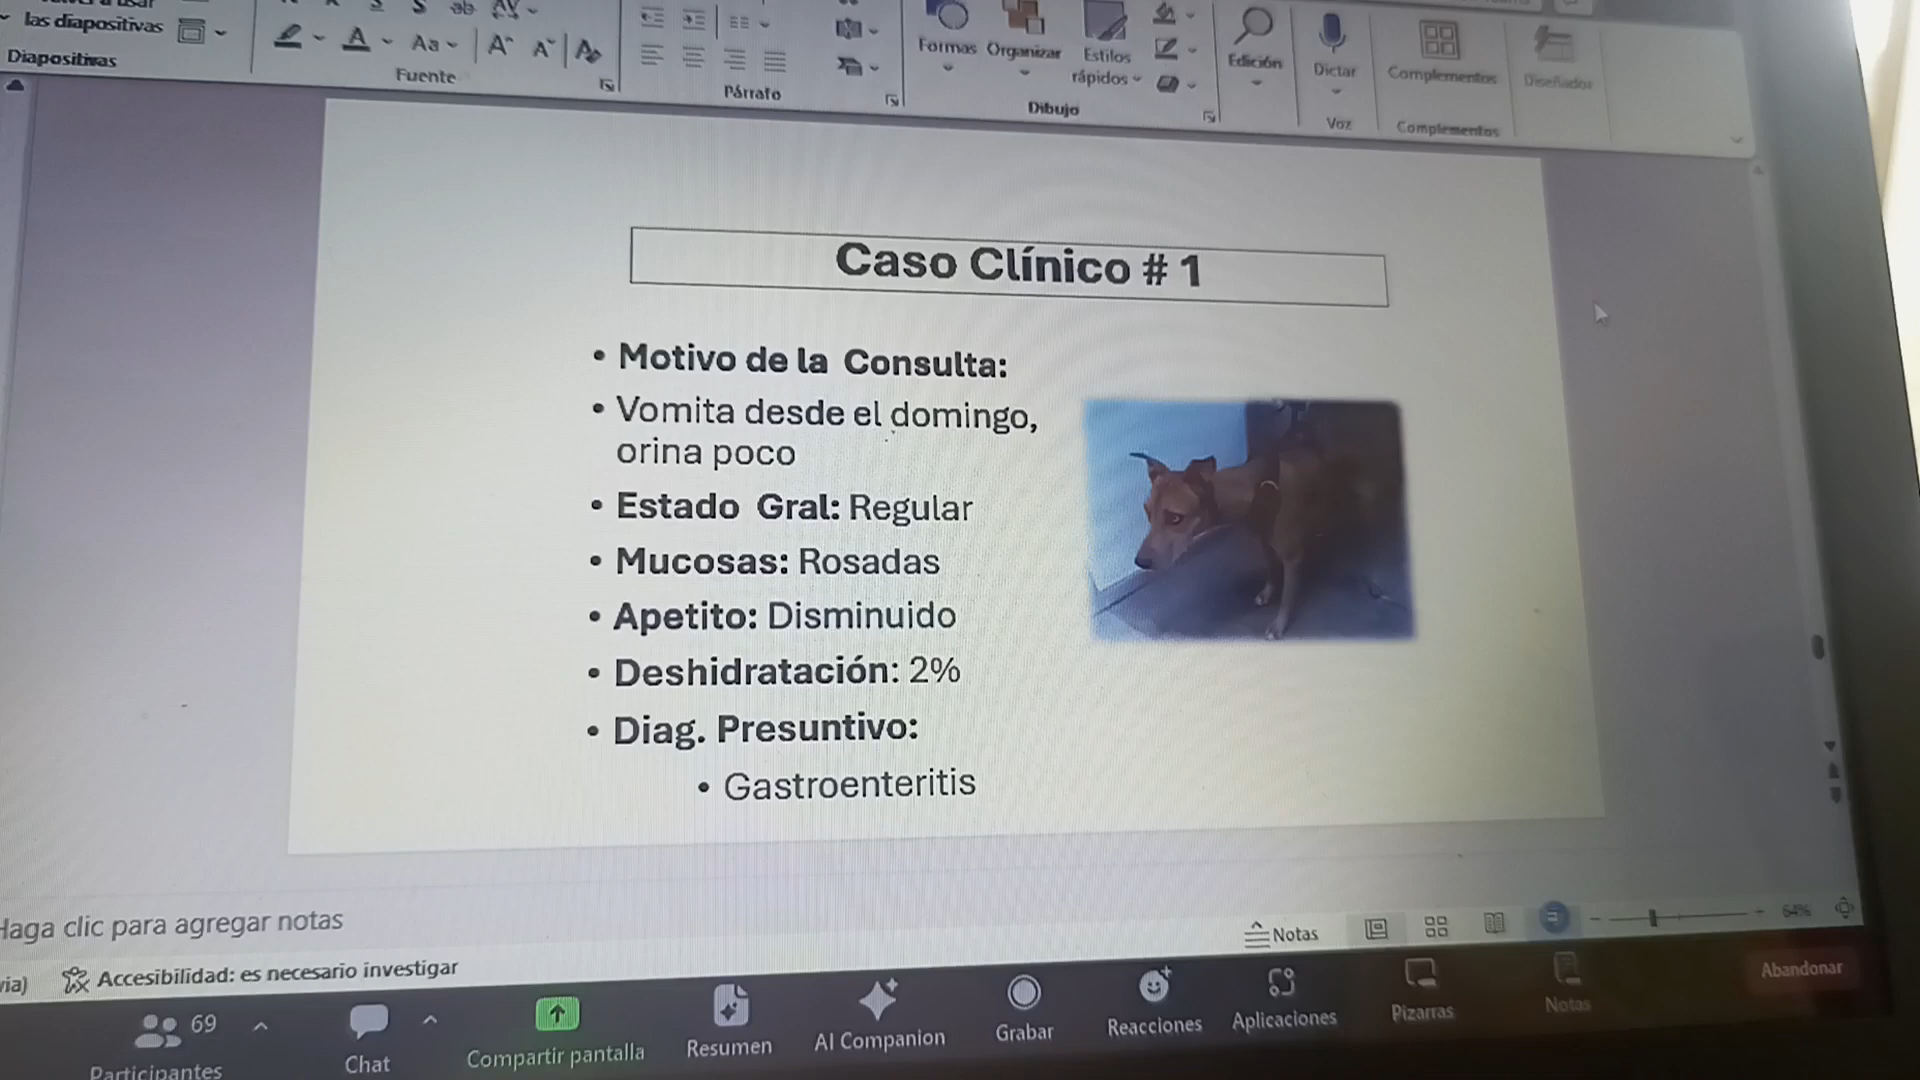 las diapositivas
Diapositivas
Fuente
Párrafo
Formas
Organizar
Estilos
rápidos
Dibujo
Edición
Dictar
Voz
Complementos
Complementos
Diseñador
Caso Clínico # 1
• Motivo de la Consulta:
• Vomita desde el domingo,
orina poco
• Estado Gral: Regular
• Mucosas: Rosadas
• Apetito: Disminuido
• Deshidratación: 2%
• Diag. Presuntivo:
• Gastroenteritis
Haga clic para agregar notas
Notas
64%
Accesibilidad: es necesario investigar
69
Participantes
Chat
Compartir pantalla
Resumen
AI Companion
Grabar
Reacciones
Aplicaciones
Pizarras
Notas
Abandonar